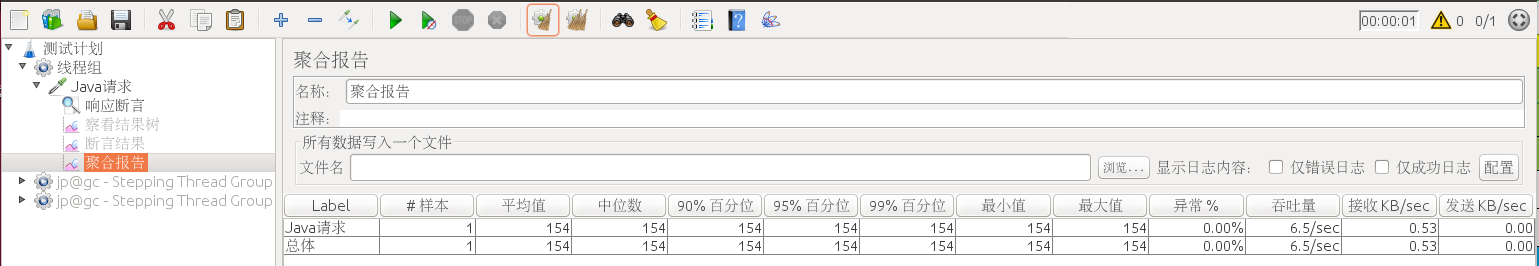 STOP
00:00:01
0
0/1
测试计划
线程组
Java请求
响应断言
察看结果树
断言结果
聚合报告
jp@gc - Stepping Thread Group
jp@gc - Stepping Thread Group
聚合报告
名称： 聚合报告
注释：
所有数据写入一个文件
文件名 浏览... 显示日志内容： 仅错误日志 仅成功日志 配置
Label # 样本 平均值 中位数 90% 百分位 95% 百分位 99% 百分位 最小值 最大值 异常 % 吞吐量 接收 KB/sec 发送 KB/sec
Java请求 1 154 154 154 154 154 154 154 0.00% 6.5/sec 0.53 0.00
总体 1 154 154 154 154 154 154 154 0.00% 6.5/sec 0.53 0.00